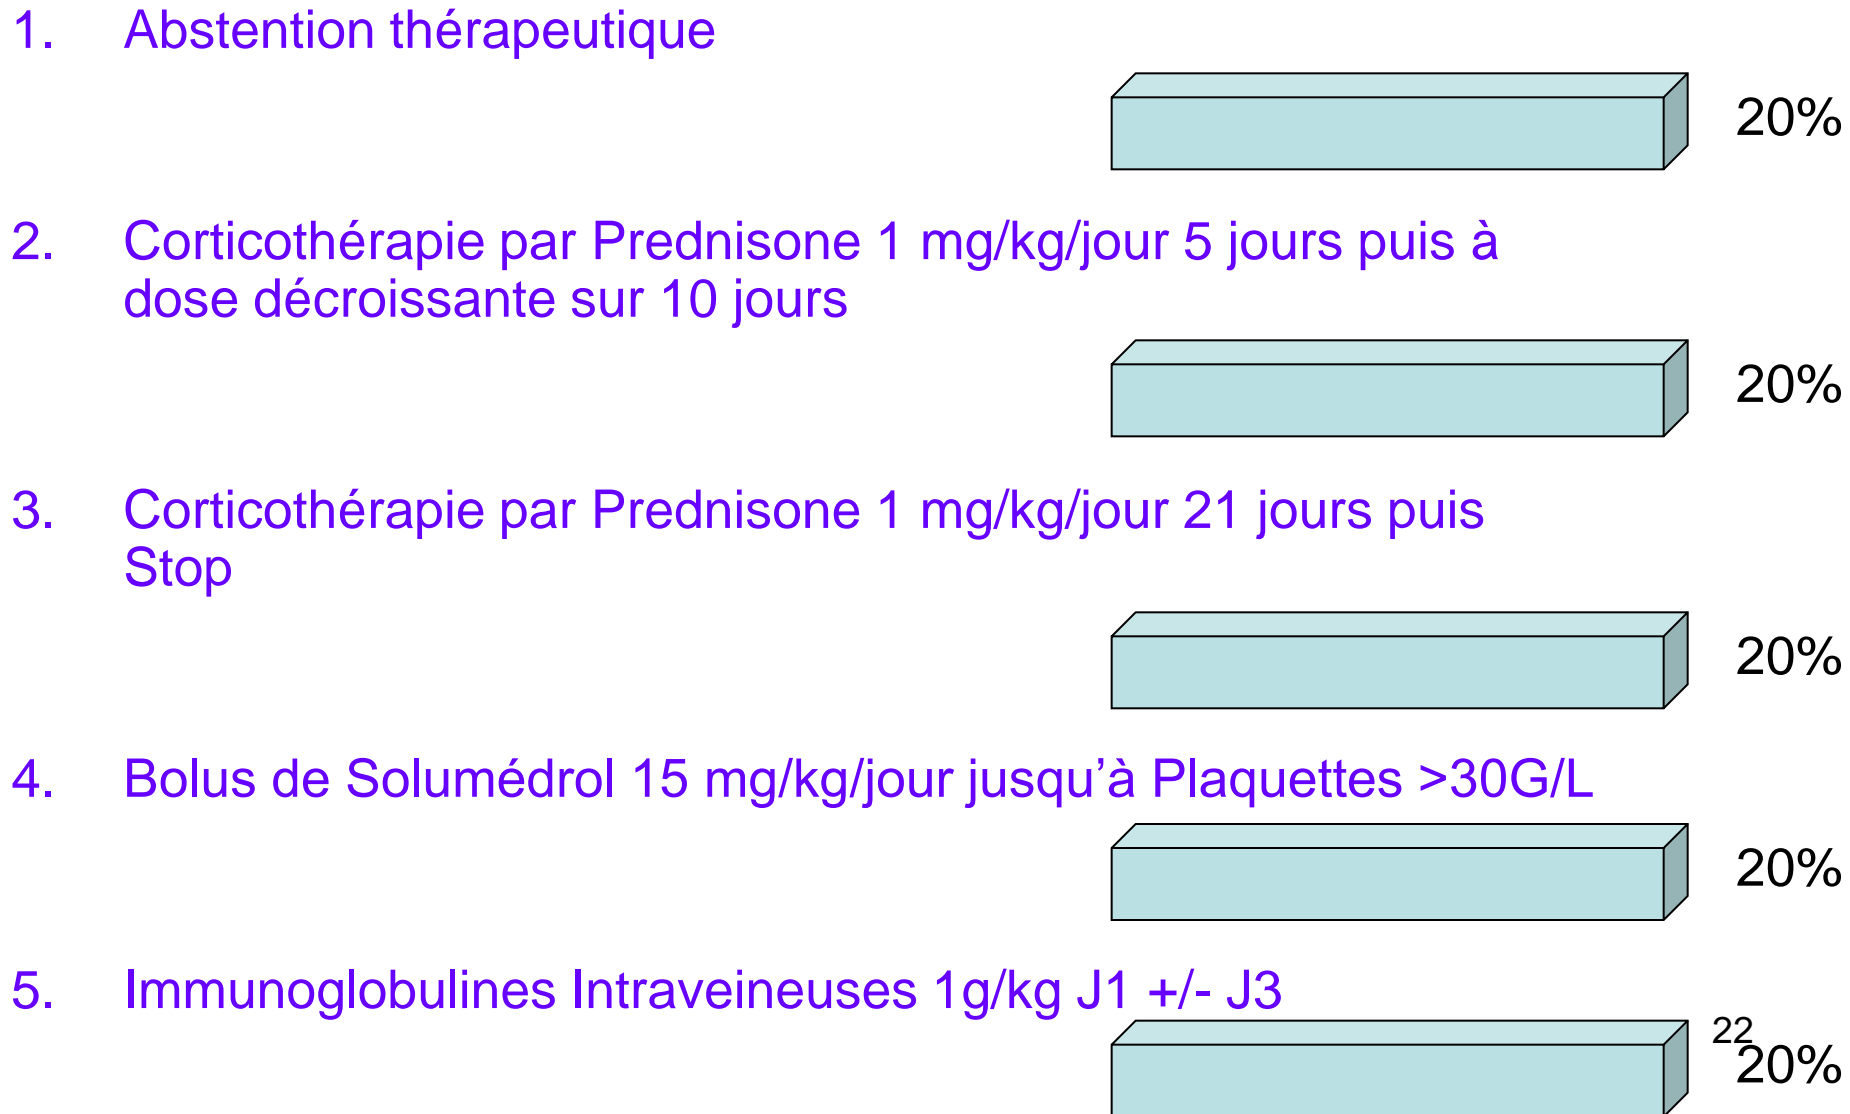 1. Abstention thérapeutique
20%
2. Corticothérapie par Prednisone 1 mg/kg/jour 5 jours puis à
dose décroissante sur 10 jours
20%
3. Corticothérapie par Prednisone 1 mg/kg/jour 21 jours puis
Stop
20%
4. Bolus de Solumédrol 15 mg/kg/jour jusqu’à Plaquettes >30G/L
20%
5. Immunoglobulines Intraveineuses 1g/kg J1 +/- J3
22
20%